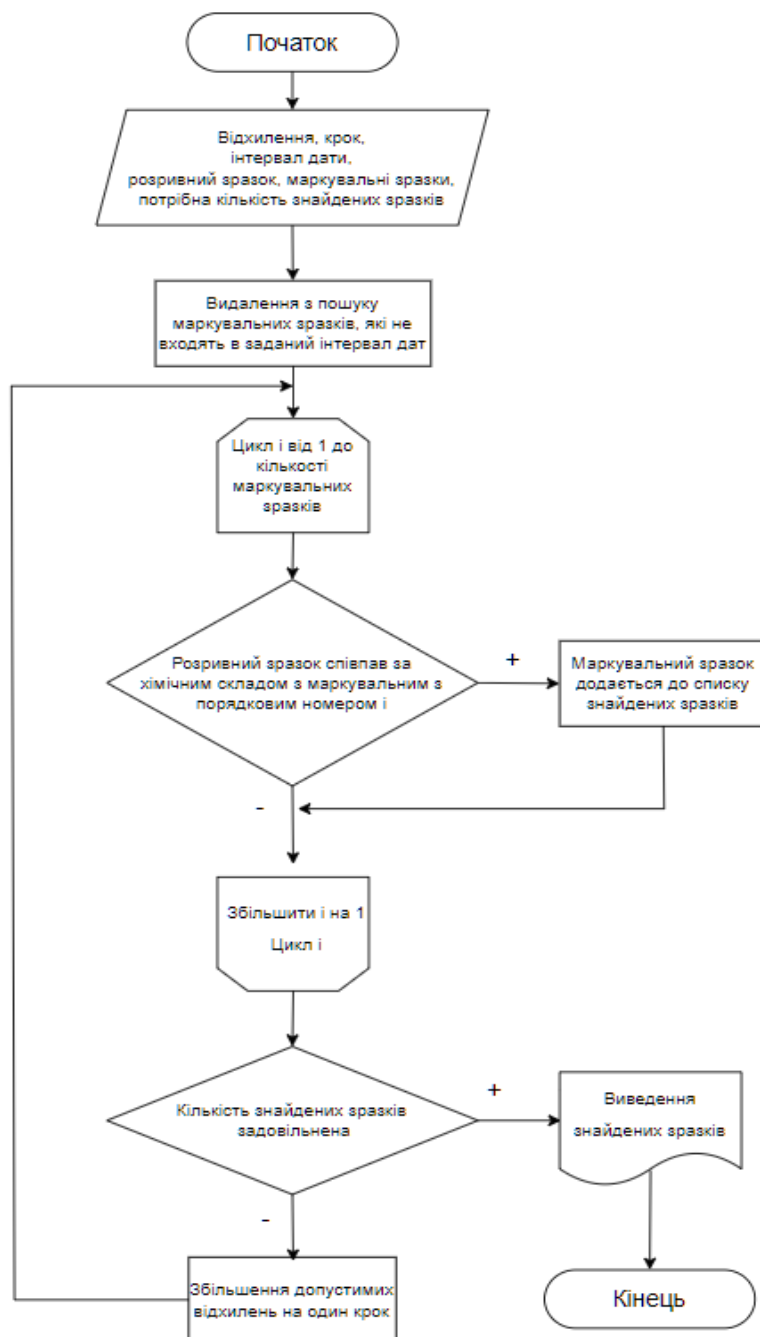 Початок
Відхилення, крок,
інтервал дати,
розривний зразок, маркувальні зразки,
потрібна кількість знайдених зразків
Видалення з пошуку
маркувальних зразків, які не
входять в заданий інтервал дат
Цикл і від 1 до
кількості
маркувальних
зразків
Розривний зразок співпав за
хімічним складом з маркувальним з
порядковим номером і
+
Маркувальний зразок
додається до списку
знайдених зразків
-
Збільшити і на 1
Цикл і
Кількість знайдених зразків
задовільнена
+
Виведення
знайдених зразків
-
Збільшення допустимих
відхилень на один крок
Кінець